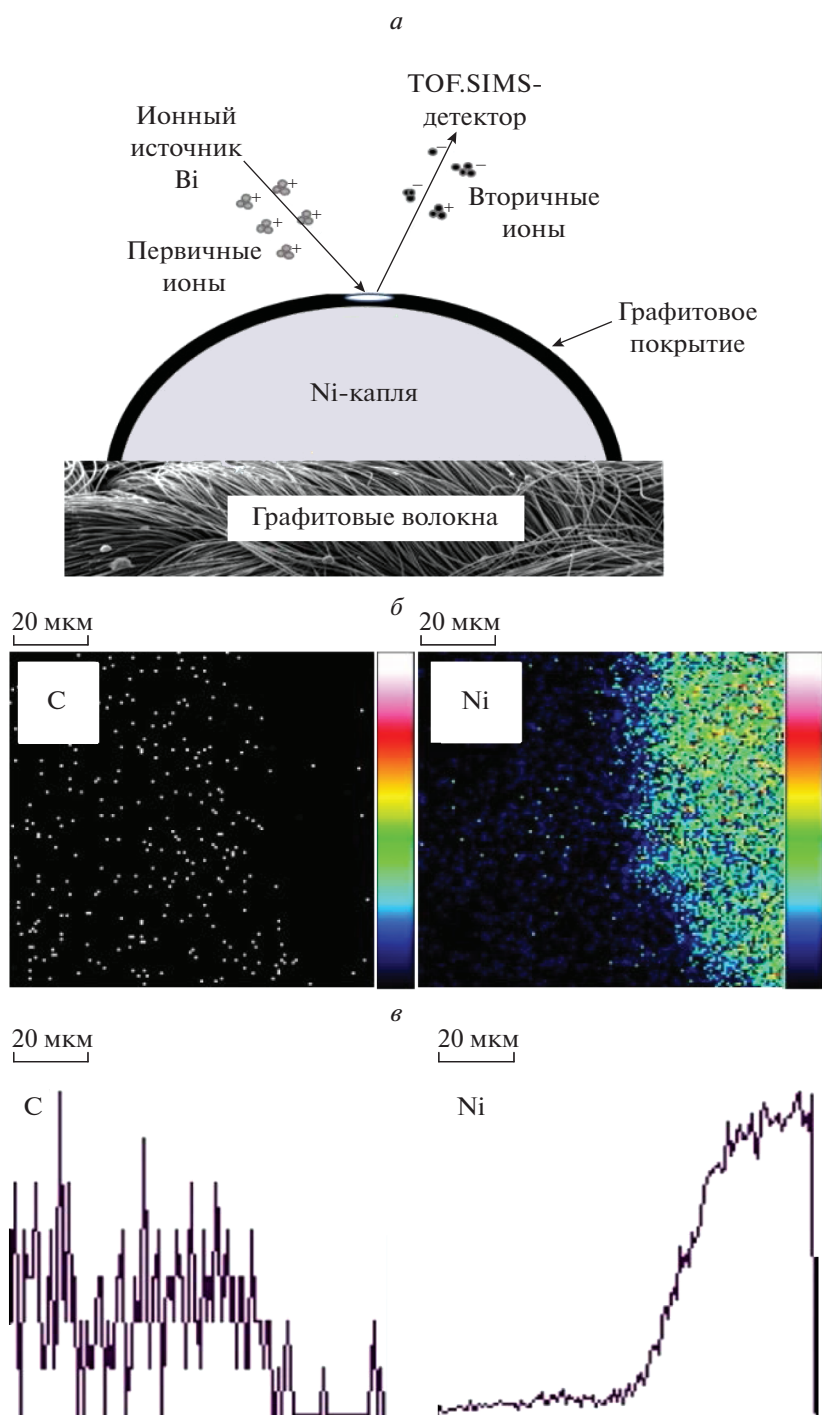 а
TOF.SIMS-
детектор
Ионный
источник
Bi
Вторичные
ионы
Первичные
ионы
Графитовое
покрытие
Ni-капля
Графитовые волокна
б
20 мкм
20 мкм
C
Ni
в
20 мкм
20 мкм
C
Ni